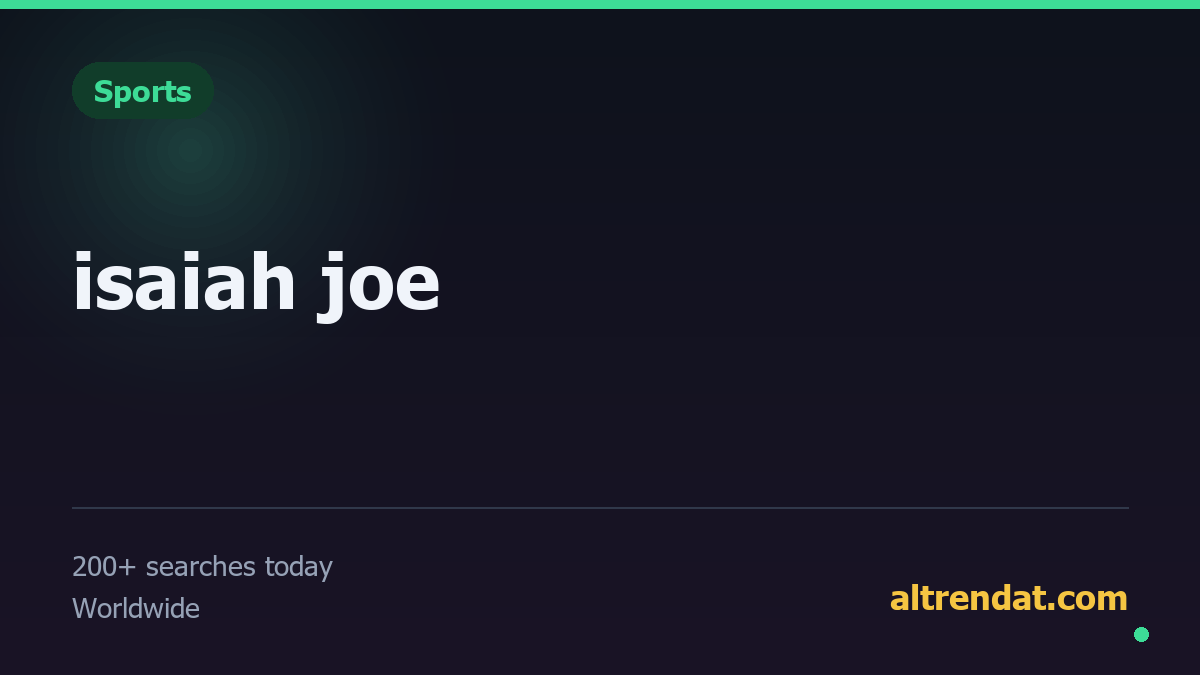 Sports
isaiah joe
200+ searches today
Worldwide
altrendat.com